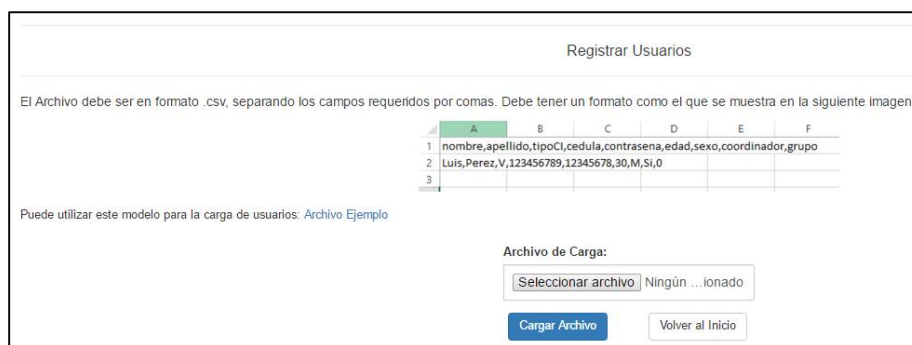 Registrar Usuarios
El Archivo debe ser en formato .csv, separando los campos requeridos por comas. Debe tener un formato como el que se muestra en la siguiente imagen
A B C D E F
1 nombre,apellido,tipoCI,cedula,contrasena,edad,sexo,coordinador,grupo
2 Luis,Perez,V,123456789,12345678,30,M,Si,0
3
Puede utilizar este modelo para la carga de usuarios: Archivo Ejemplo
Archivo de Carga:
Seleccionar archivo Ningún ...ionado
Cargar Archivo Volver al Inicio